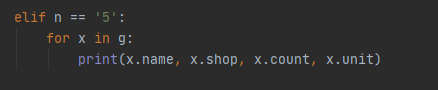 elif n == '5':
    for x in g:
        print(x.name, x.shop, x.count, x.unit)